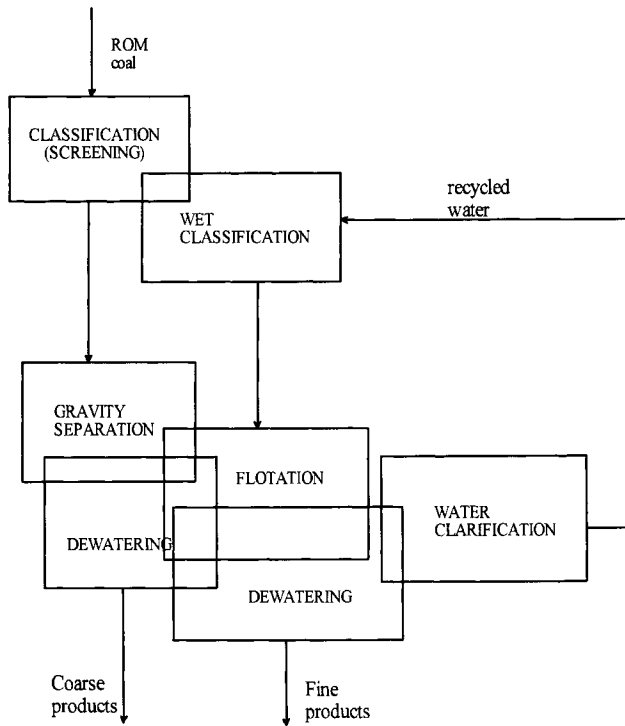 ROM
coal
CLASSIFICATION
(SCREENING)
recycled
water
WET
CLASSIFICATION
GRAVITY
SEPARATION
FLOTATION
WATER
CLARIFICATION
DEWATERING
DEWATERING
Coarse
products
Fine
products